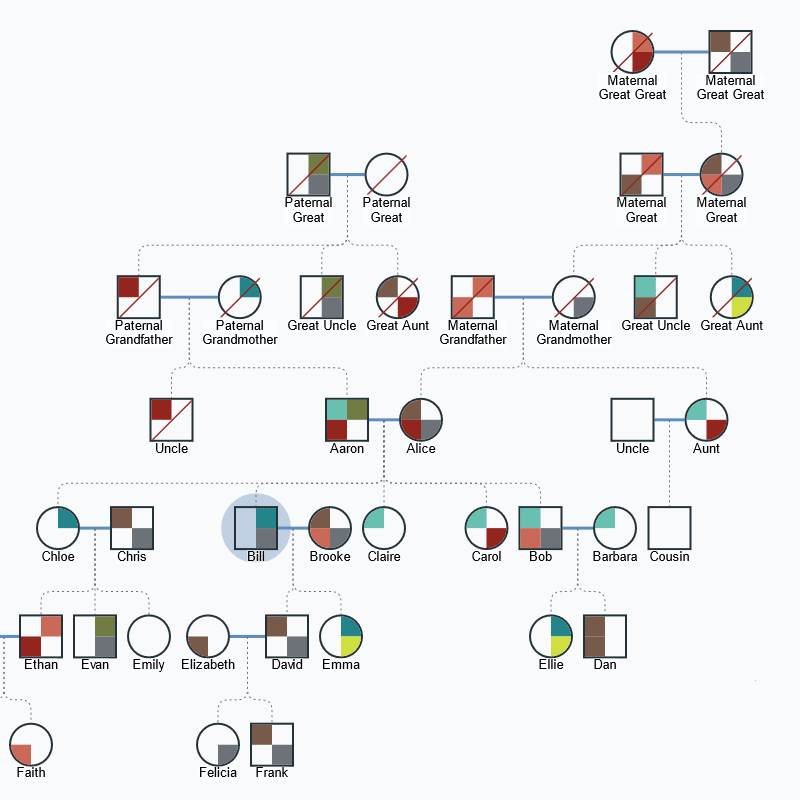 Maternal
Great Great
Maternal
Great Great
Paternal
Great
Paternal
Great
Maternal
Great
Maternal
Great
Paternal
Grandfather
Paternal
Grandmother
Great Uncle
Great Aunt
Maternal
Grandfather
Maternal
Grandmother
Great Uncle
Great Aunt
Uncle
Aaron
Alice
Uncle
Aunt
Chloe
Chris
Bill
Brooke
Claire
Carol
Bob
Barbara
Cousin
Ethan
Evan
Emily
Elizabeth
David
Emma
Ellie
Dan
Faith
Felicia
Frank